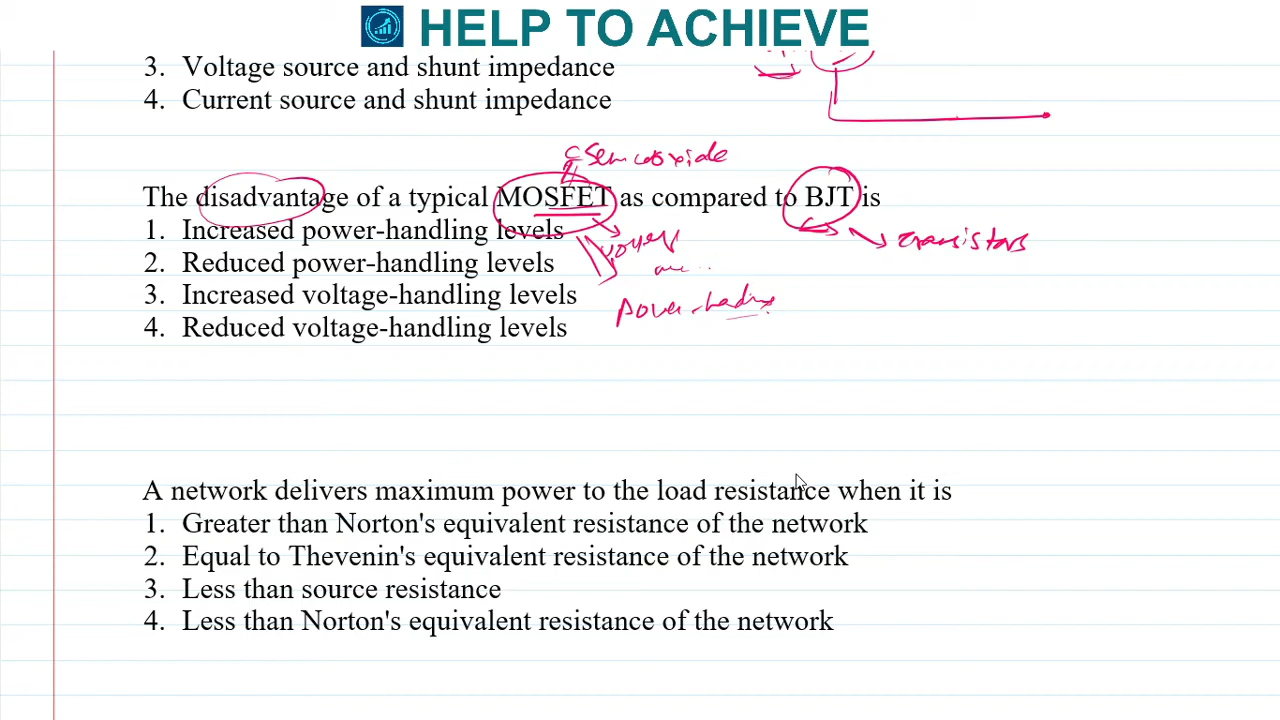 HELP TO ACHIEVE
3. Voltage source and shunt impedance
4. Current source and shunt impedance
The disadvantage of a typical MOSFET as compared to BJT is
1. Increased power-handling levels
2. Reduced power-handling levels
3. Increased voltage-handling levels
4. Reduced voltage-handling levels
transistors
power
A network delivers maximum power to the load resistance when it is
1. Greater than Norton's equivalent resistance of the network
2. Equal to Thevenin's equivalent resistance of the network
3. Less than source resistance
4. Less than Norton's equivalent resistance of the network